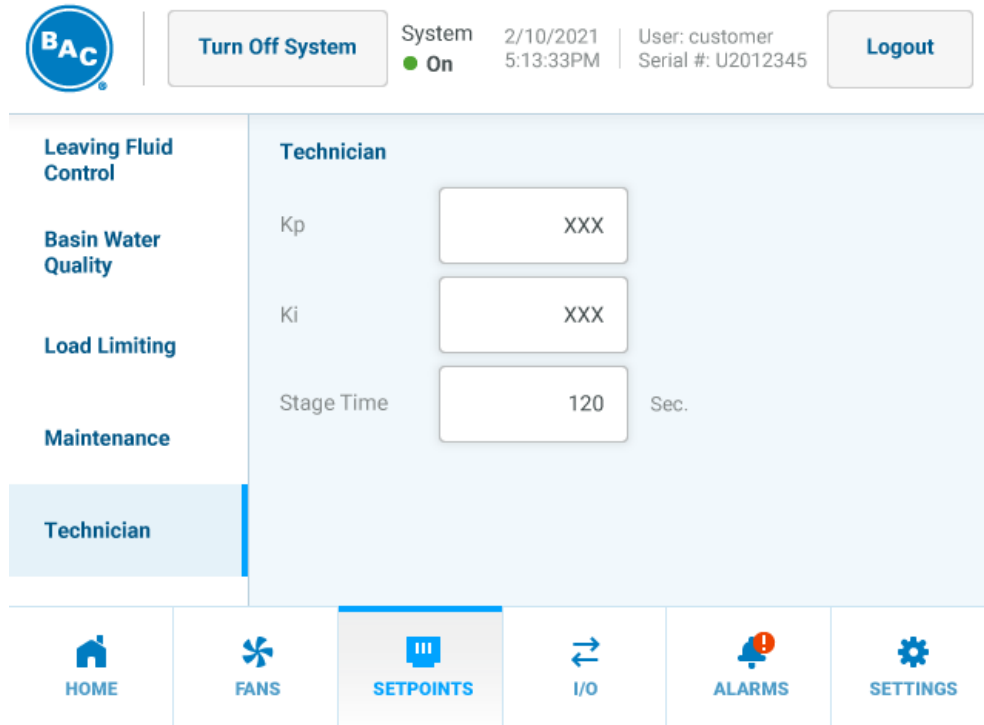 BAC
Turn Off System
System
On
2/10/2021
5:13:33PM
User: customer
Serial #: U2012345
Logout
Leaving Fluid
Control
Basin Water
Quality
Load Limiting
Maintenance
Technician
Technician
Kp
XXX
Ki
XXX
Stage Time
120
Sec.
HOME
FANS
SETPOINTS
I/O
ALARMS
SETTINGS